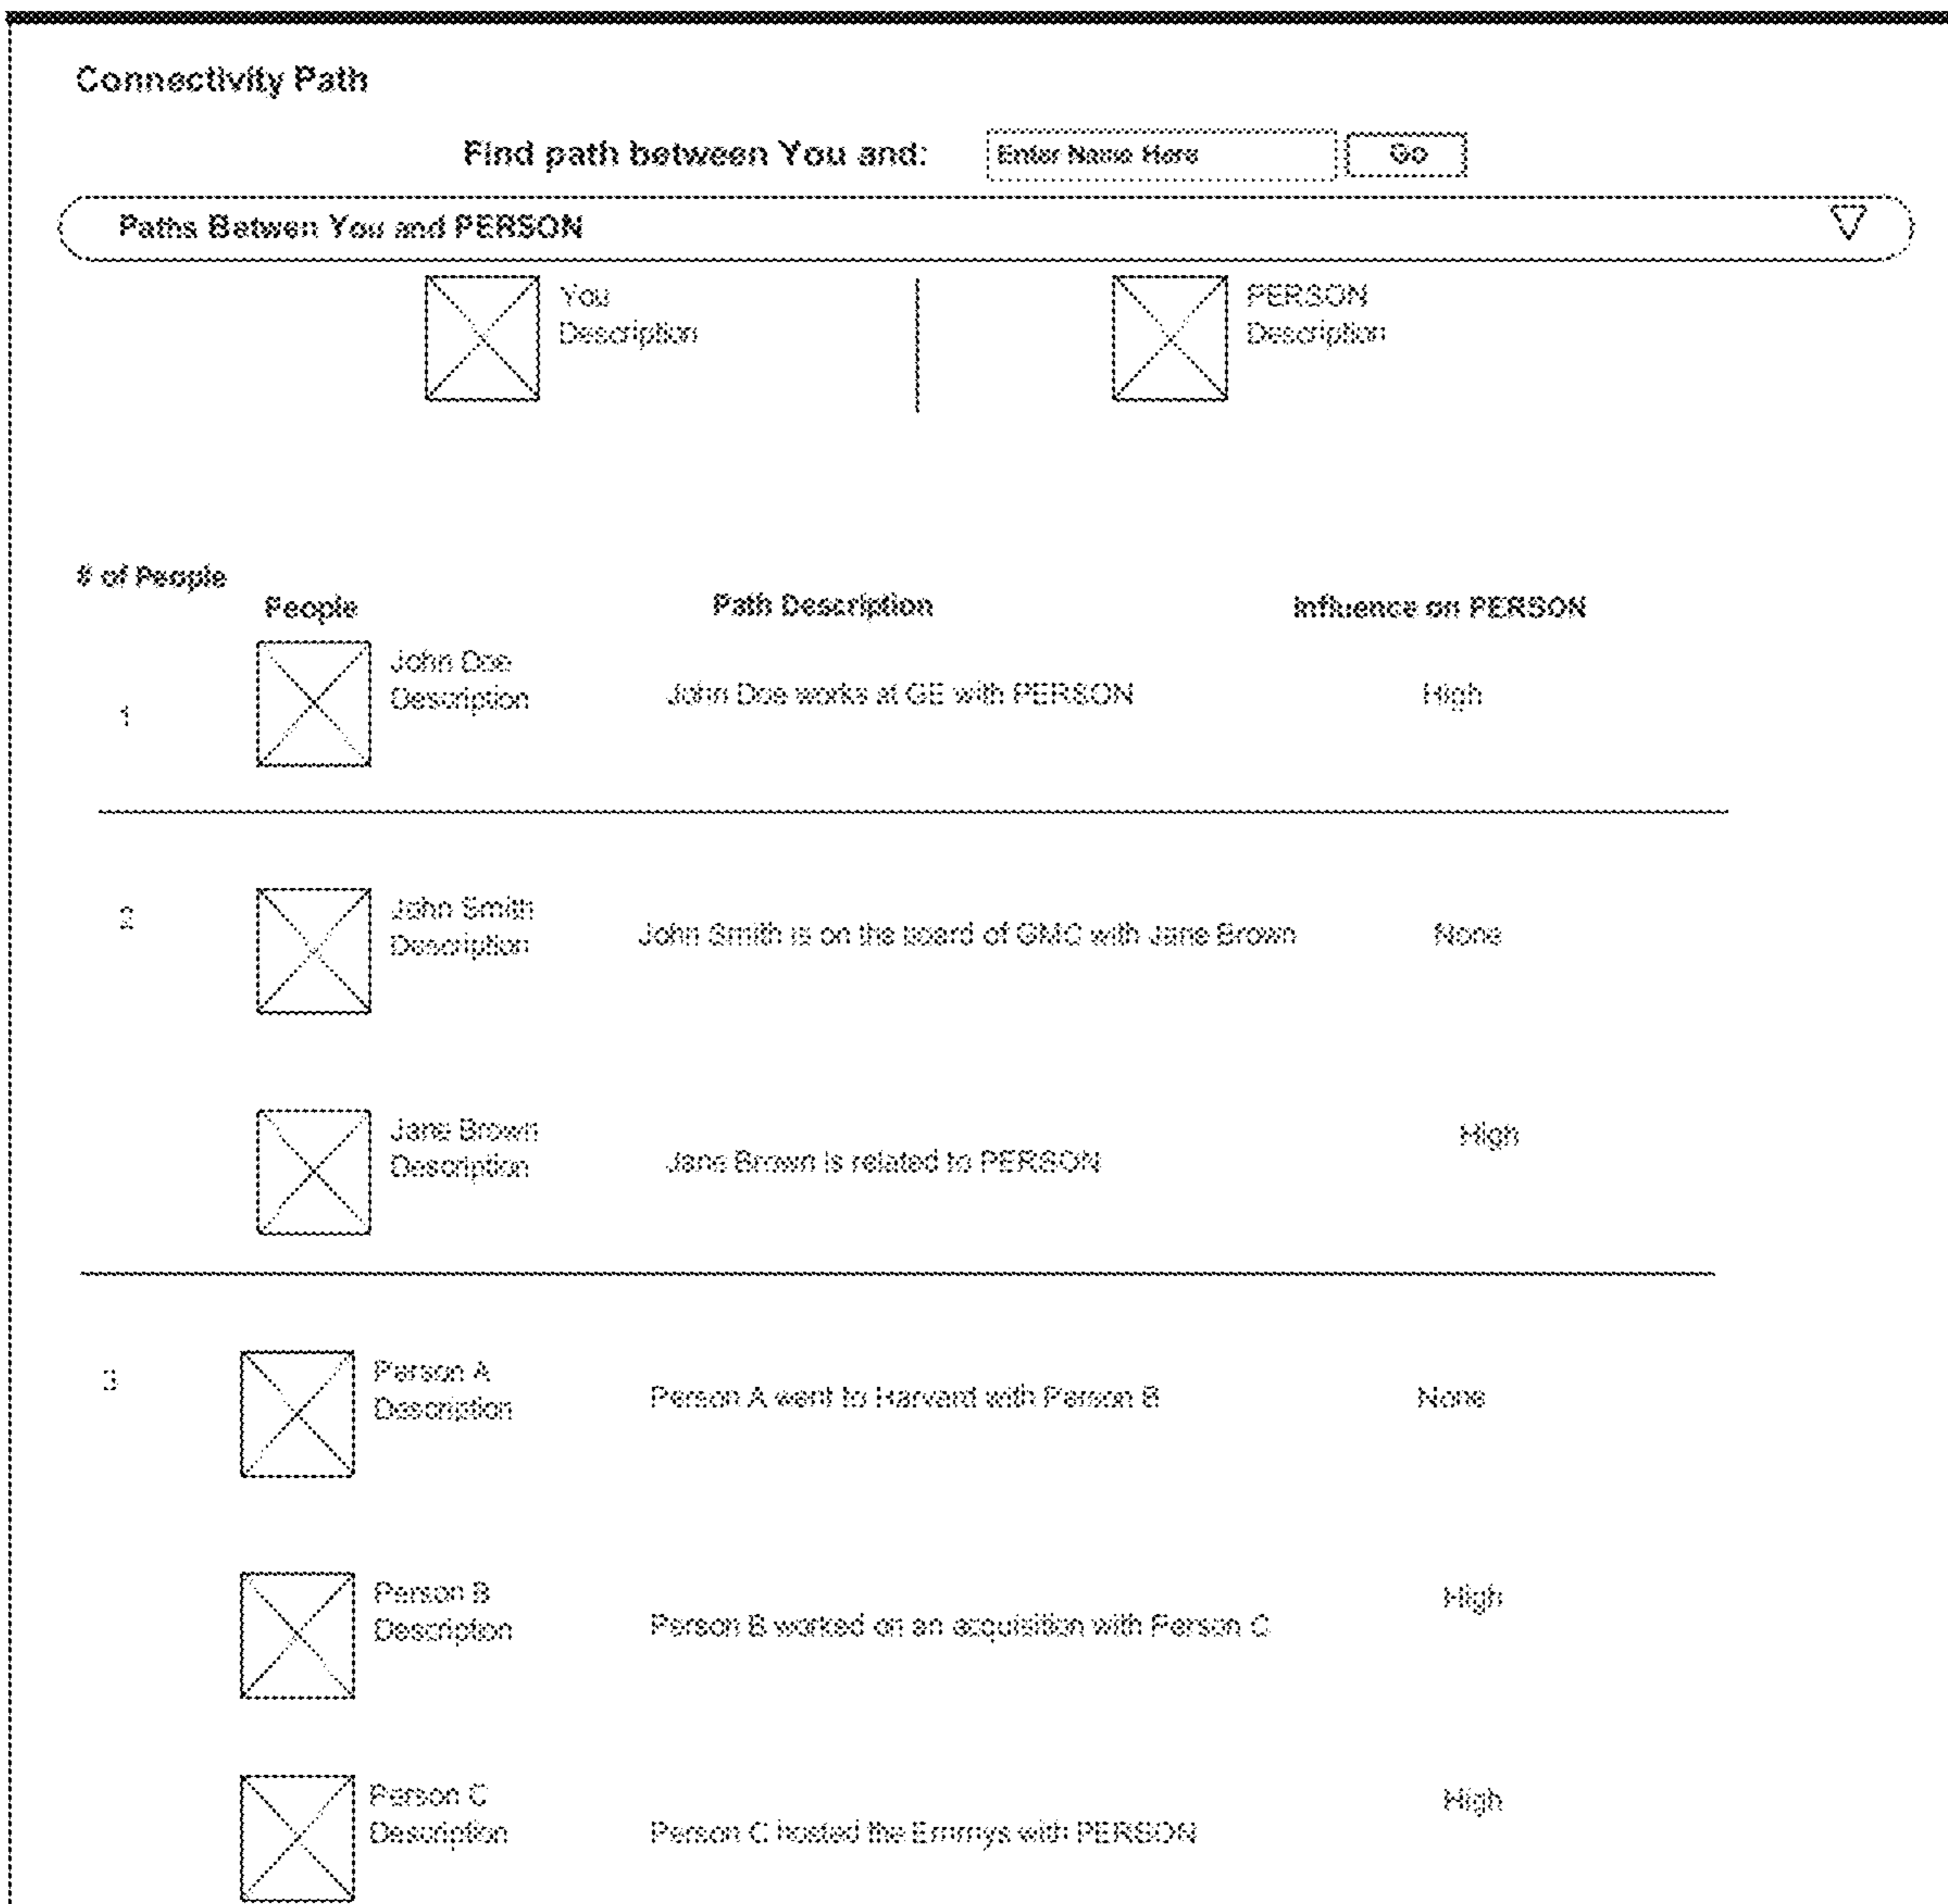 Connectivity Path
Find path between You and: Enter Name Here Go
Paths Betwen You and PERSON
You
Description
PERSON
Description
# of People
People Path Description Influence on PERSON
1
John Doe
Description
John Doe works at GE with PERSON
High
2
John Smith
Description
John Smith is on the board of GMC with Jane Brown
None
Jane Brown
Description
Jane Brown is related to PERSON
High
3
Person A
Description
Person A went to Harvard with Person B
None
Person B
Description
Person B worked on an acquisition with Person C
High
Person C
Description
Person C hosted the Emmys with PERSON
High